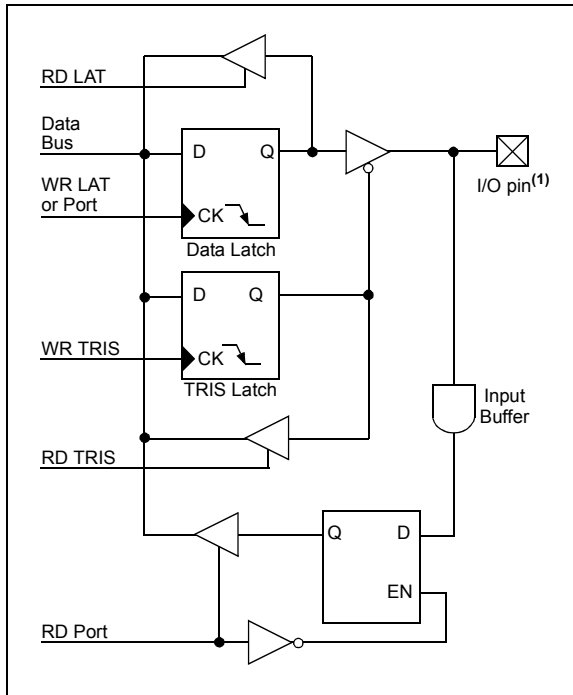 RD LAT
Data
Bus
WR LAT
or Port
D
Q
CK
Data Latch
I/O pin(1)
D
Q
WR TRIS
CK
TRIS Latch
Input
Buffer
RD TRIS
Q
D
EN
RD Port